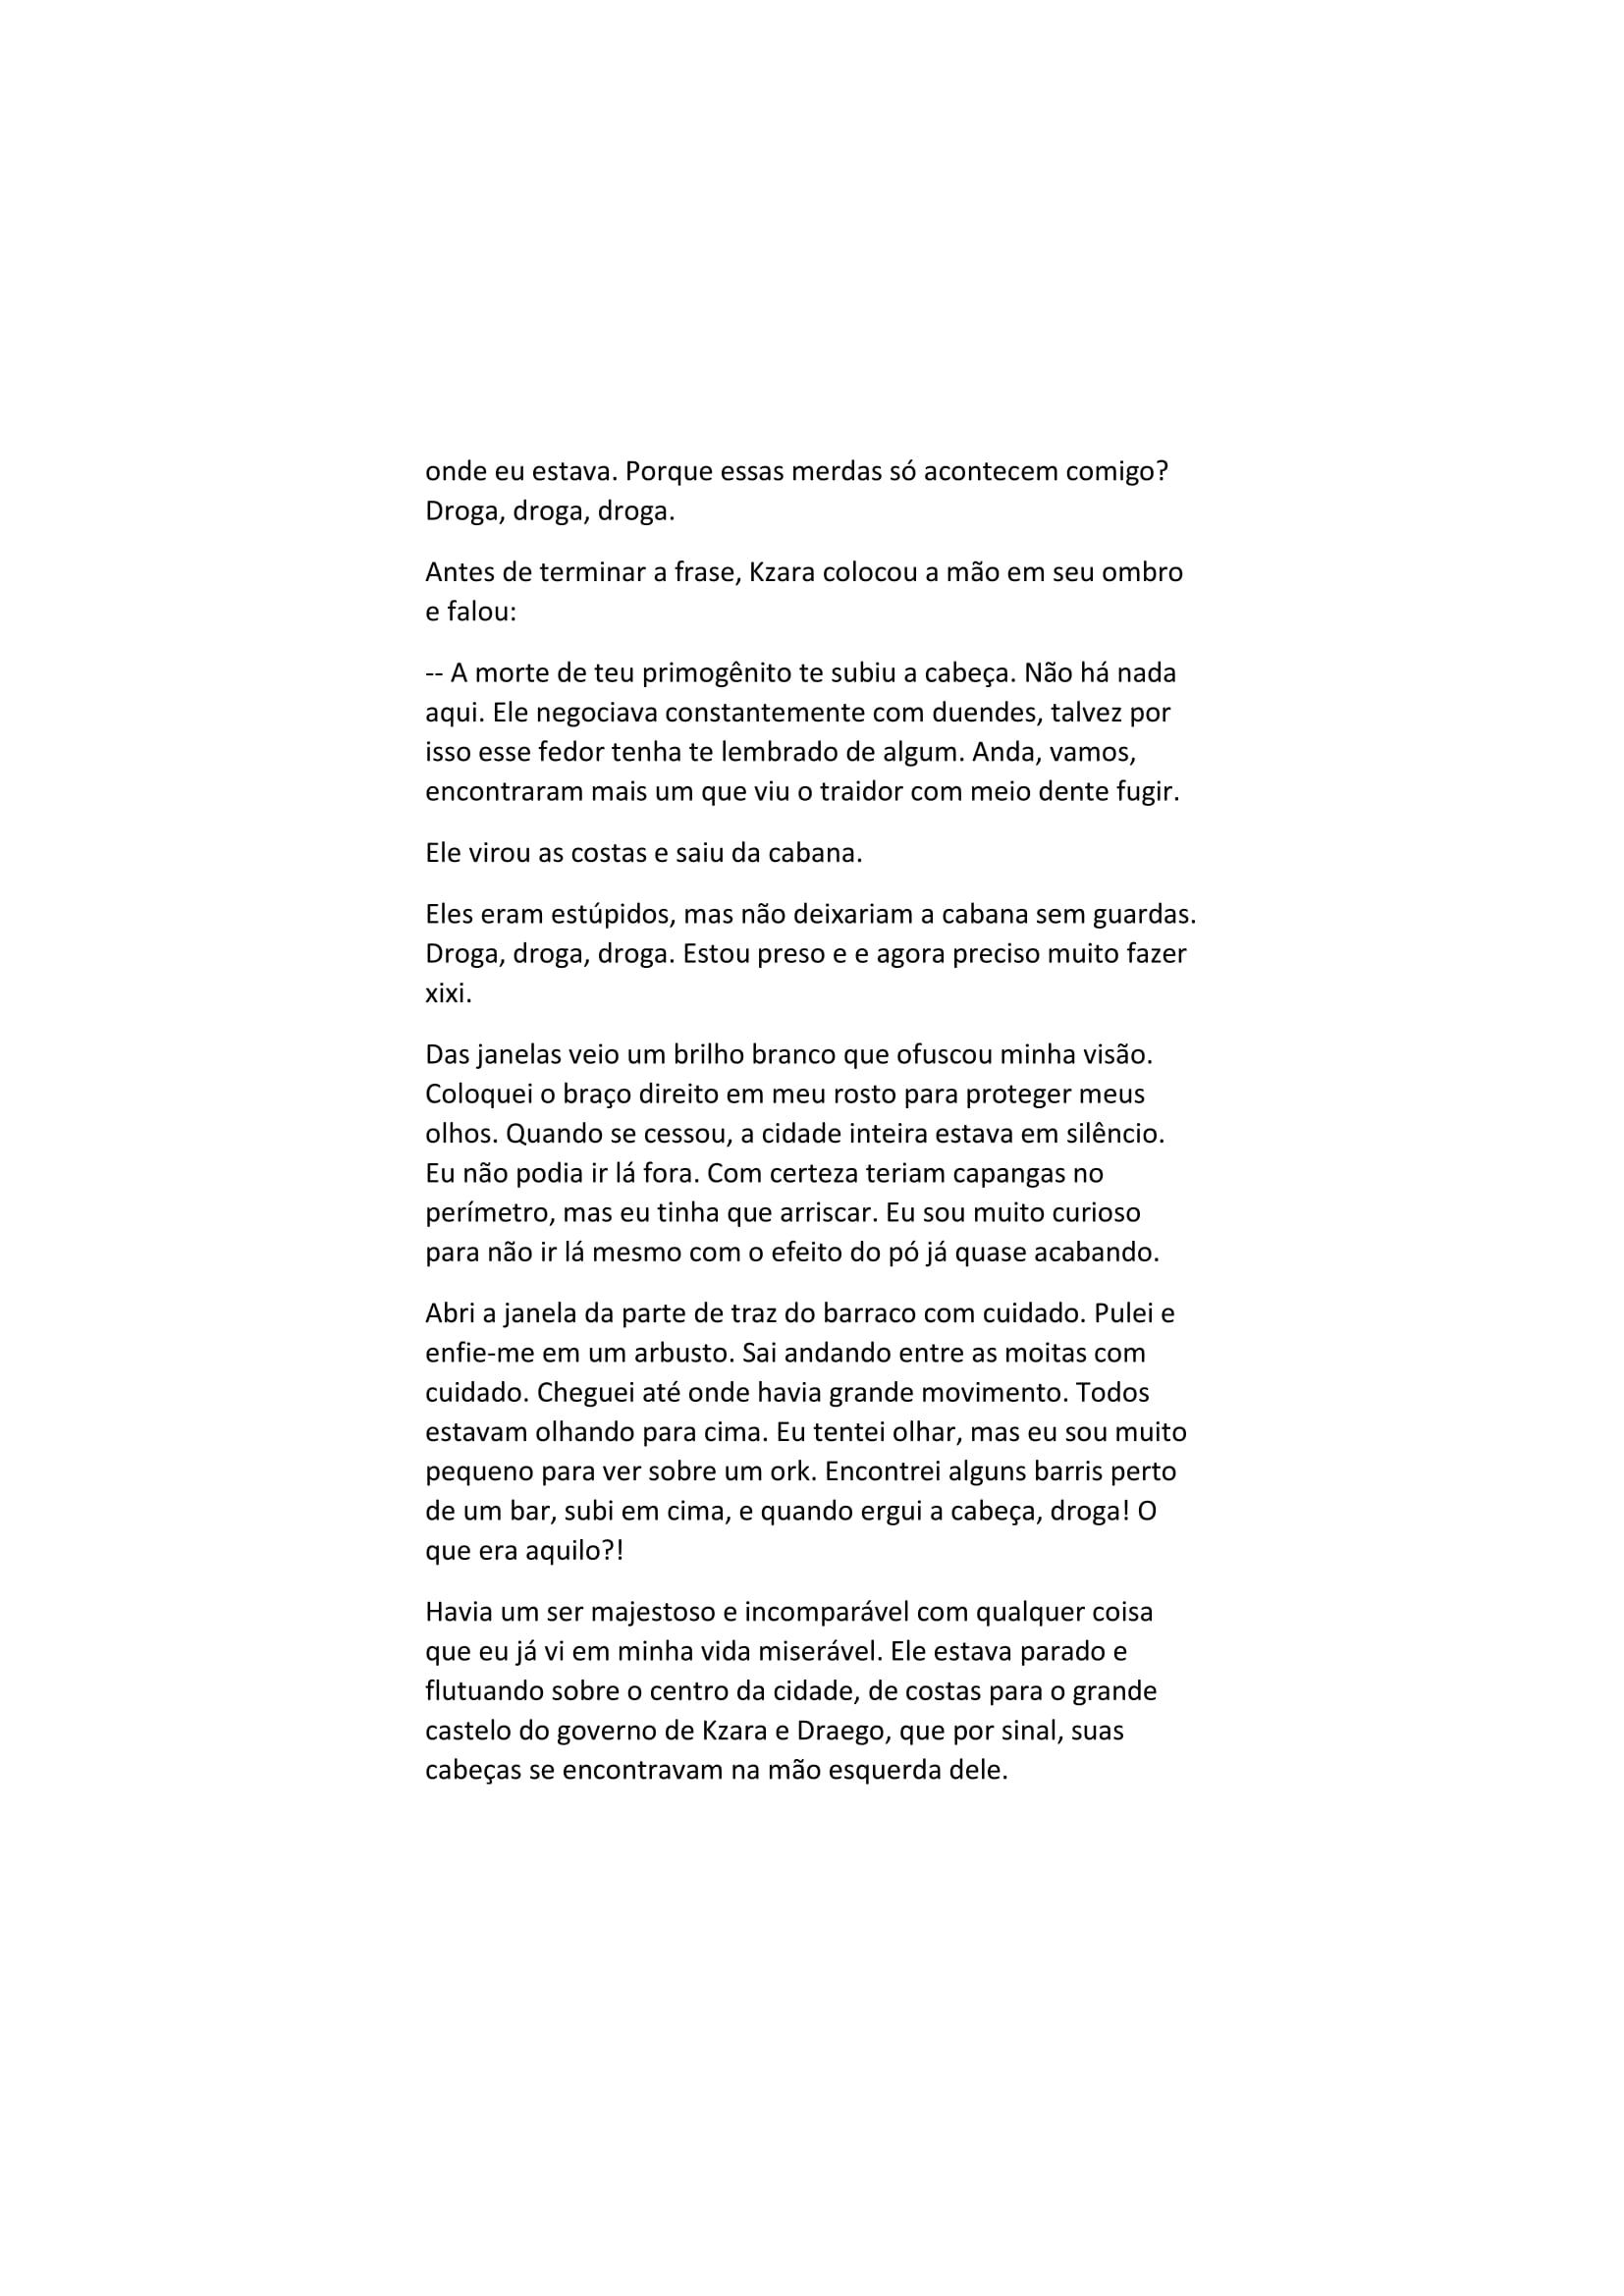 onde eu estava. Porque essas merdas só acontecem comigo?
Droga, droga, droga.
Antes de terminar a frase, Kzara colocou a mão em seu ombro
e falou:
-- A morte de teu primogênito te subiu a cabeça. Não há nada
aqui. Ele negociava constantemente com duendes, talvez por
isso esse fedor tenha te lembrado de algum. Anda, vamos,
encontraram mais um que viu o traidor com meio dente fugir.
Ele virou as costas e saiu da cabana.
Eles eram estúpidos, mas não deixariam a cabana sem guardas.
Droga, droga, droga. Estou preso e e agora preciso muito fazer
xixi.
Das janelas veio um brilho branco que ofuscou minha visão.
Coloquei o braço direito em meu rosto para proteger meus
olhos. Quando se cessou, a cidade inteira estava em silêncio.
Eu não podia ir lá fora. Com certeza teriam capangas no
perímetro, mas eu tinha que arriscar. Eu sou muito curioso
para não ir lá mesmo com o efeito do pó já quase acabando.
Abri a janela da parte de traz do barraco com cuidado. Pulei e
enfie-me em um arbusto. Sai andando entre as moitas com
cuidado. Cheguei até onde havia grande movimento. Todos
estavam olhando para cima. Eu tentei olhar, mas eu sou muito
pequeno para ver sobre um ork. Encontrei alguns barris perto
de um bar, subi em cima, e quando ergui a cabeça, droga! O
que era aquilo?!
Havia um ser majestoso e incomparável com qualquer coisa
que eu já vi em minha vida miserável. Ele estava parado e
flutuando sobre o centro da cidade, de costas para o grande
castelo do governo de Kzara e Draego, que por sinal, suas
cabeças se encontravam na mão esquerda dele.